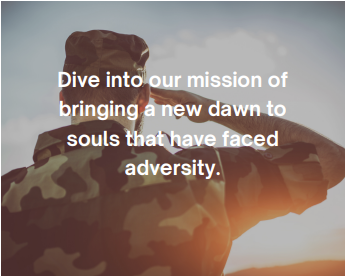 Dive into our mission of
bringing a new dawn to
souls that have faced
adversity.